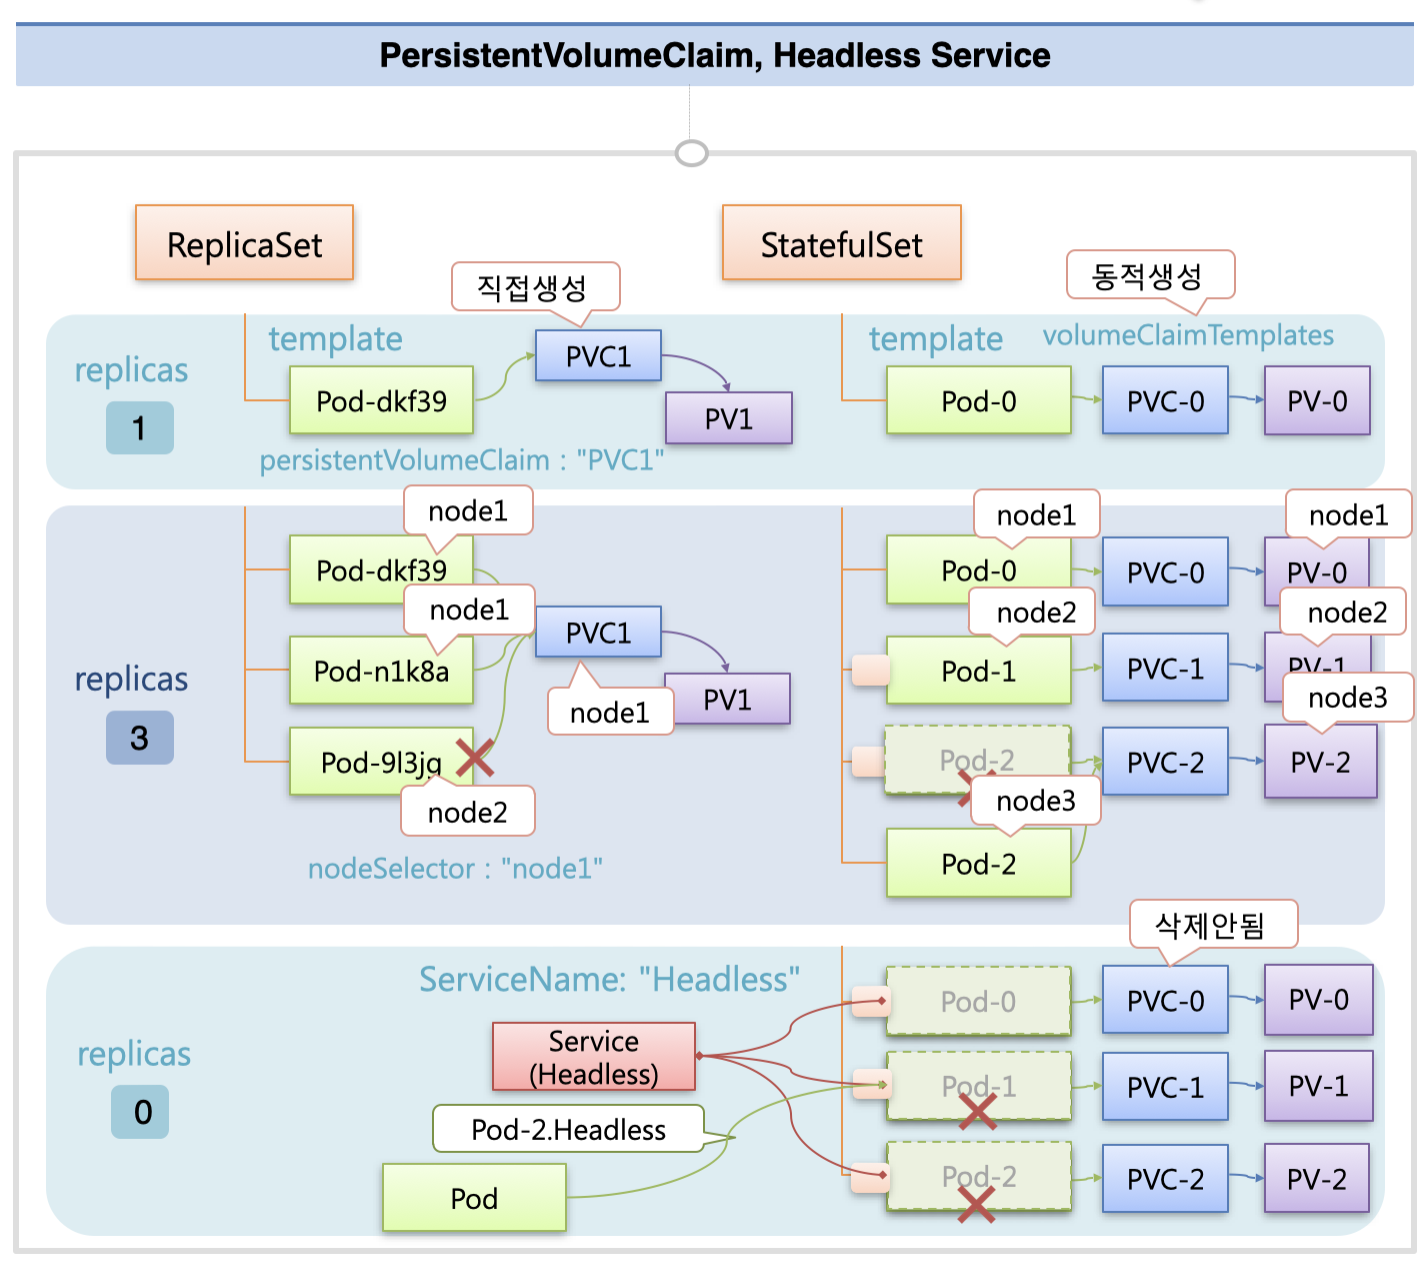 PersistentVolumeClaim, Headless Service
ReplicaSet
StatefulSet
직접생성
동적생성
template
template
volumeClaimTemplates
replicas
1
Pod-dkf39
PVC1
PV1
persistentVolumeClaim : "PVC1"
Pod-0
PVC-0
PV-0
replicas
3
node1
Pod-dkf39
node1
Pod-n1k8a
Pod-9l3jg
node2
PVC1
node1
PV1
nodeSelector : "node1"
node1
Pod-0
PVC-0
node1
PV-0
node2
Pod-1
PVC-1
node2
PV-1
Pod-2
PVC-2
node3
PV-2
node3
Pod-2
삭제안됨
replicas
0
ServiceName: "Headless"
Service
(Headless)
Pod-2.Headless
Pod
Pod-0
PVC-0
PV-0
Pod-1
PVC-1
PV-1
Pod-2
PVC-2
PV-2